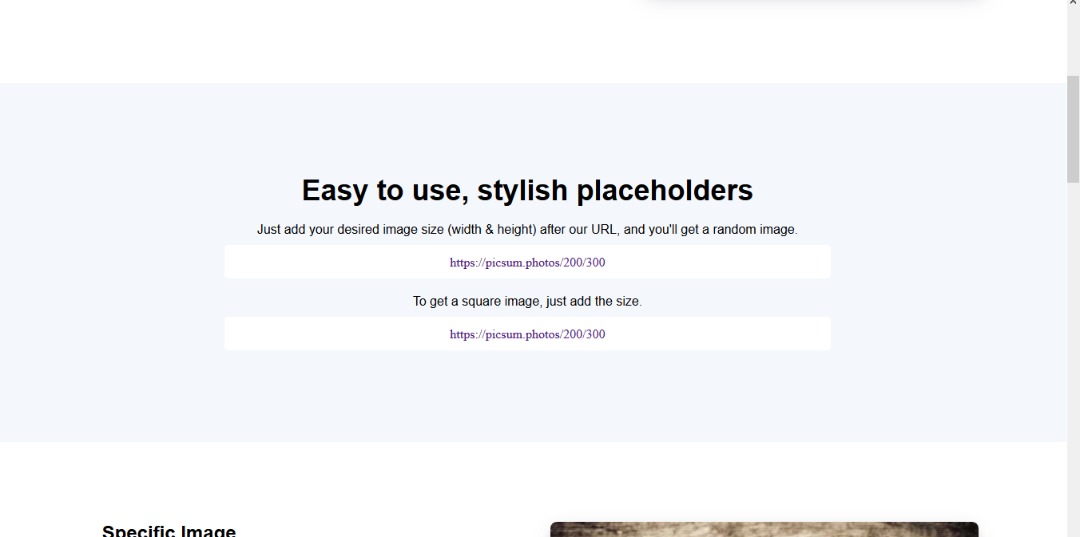 Easy to use, stylish placeholders
Just add your desired image size (width & height) after our URL, and you'll get a random image.
https://picsum.photos/200/300
To get a square image, just add the size.
https://picsum.photos/200/300
Specific Image